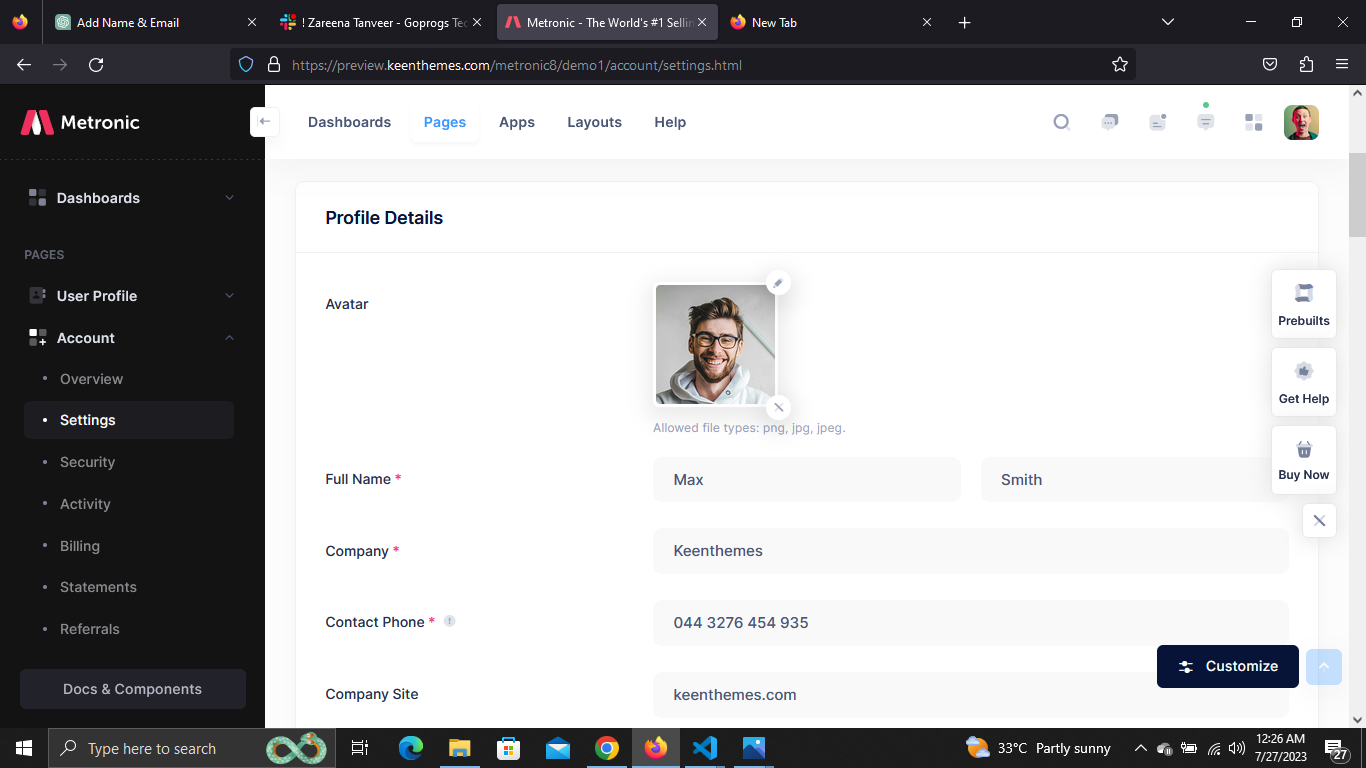 Add Name & Email
! Zareena Tanveer - Goprogs Tec
Metronic - The World's #1 Sellin
New Tab
https://preview.keenthemes.com/metronic8/demo1/account/settings.html
Metronic
Dashboards Pages Apps Layouts Help
Dashboards
PAGES
User Profile
Account
Overview
Settings
Security
Activity
Billing
Statements
Referrals
Docs & Components
Profile Details
Avatar
Allowed file types: png, jpg, jpeg.
Full Name *
Max
Smith
Company *
Keenthemes
Contact Phone *
044 3276 454 935
Company Site
keenthemes.com
Prebuilts
Get Help
Buy Now
Customize
Type here to search
33°C Partly sunny
12:26 AM
7/27/2023
27